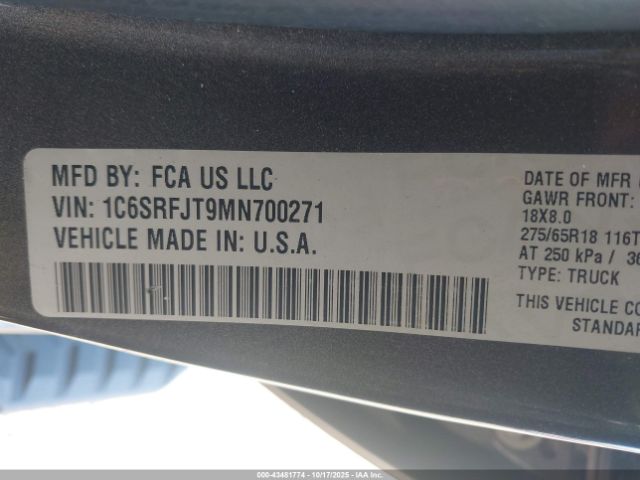 MFD BY: FCA US LLC
VIN: 1C6SRFJT9MN700271
VEHICLE MADE IN: U.S.A.
DATE OF MFR
GAWR FRONT:
18X8.0
275/65R18 116T
AT 250 kPa / 36
TYPE: TRUCK
THIS VEHICLE CO
STANDAR
000-43481774 | 10/17/2025 | IAA Inc.